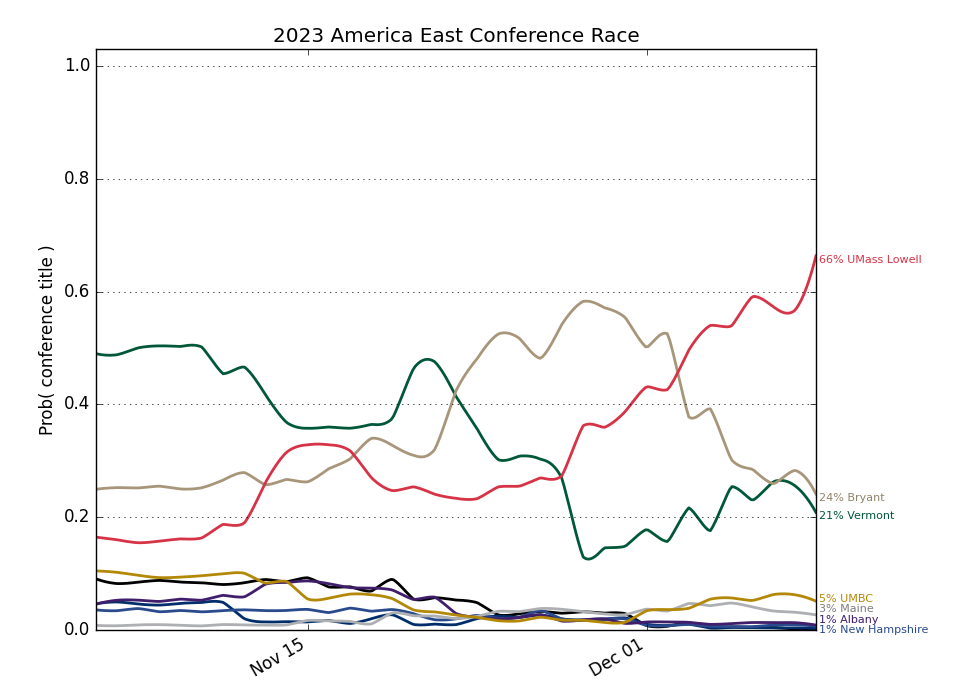 2023 America East Conference Race
Prob( conference title )
1.0
0.8
0.6
0.4
0.2
0.0
Nov 15
Dec 01
66% UMass Lowell
24% Bryant
21% Vermont
5% UMBC
3% Maine
1% Albany
1% New Hampshire